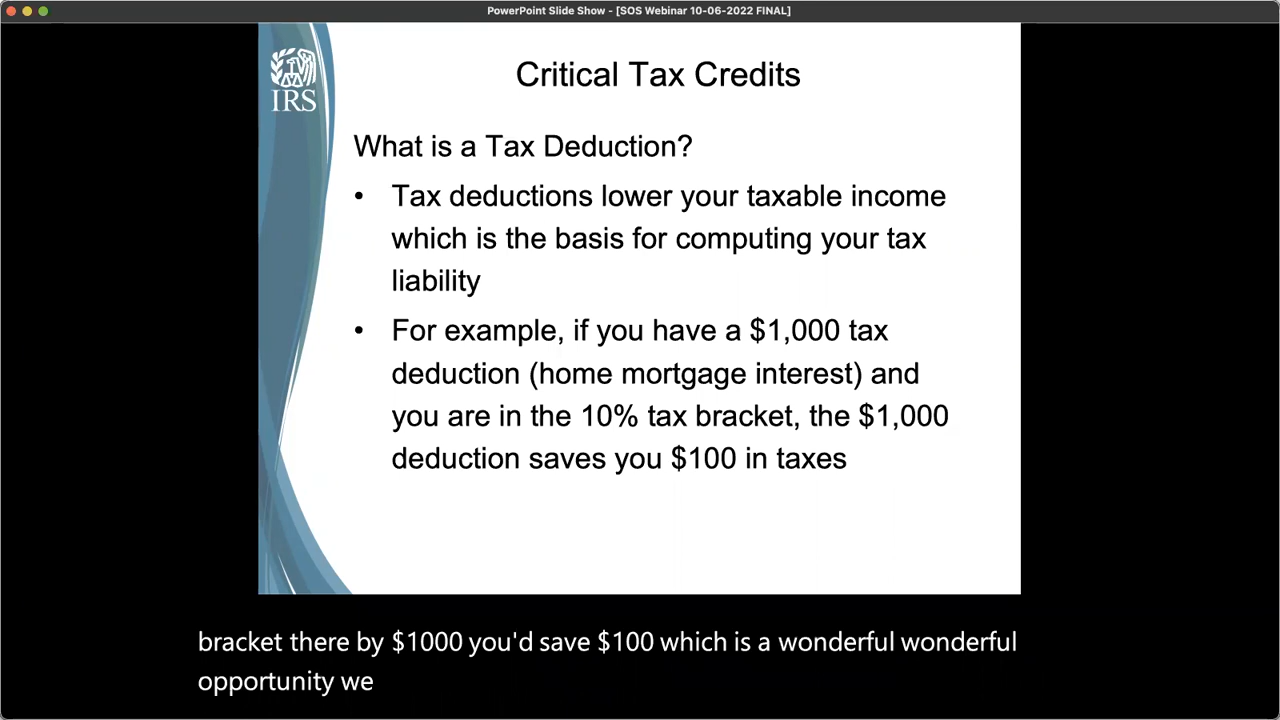 PowerPoint Slide Show - [SOS Webinar 10-06-2022 FINAL]
IRS
Critical Tax Credits
What is a Tax Deduction?
• Tax deductions lower your taxable income
which is the basis for computing your tax
liability
• For example, if you have a $1,000 tax
deduction (home mortgage interest) and
you are in the 10% tax bracket, the $1,000
deduction saves you $100 in taxes
bracket there by $1000 you'd save $100 which is a wonderful wonderful
opportunity we